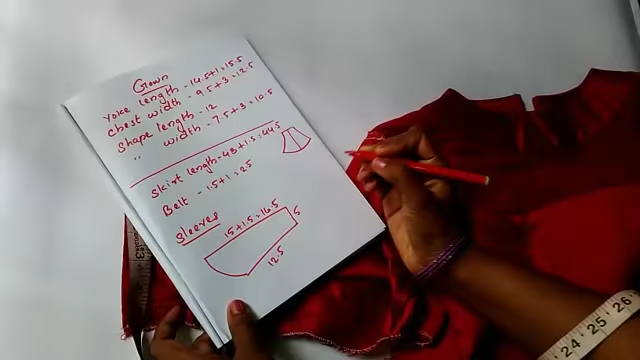 Gown
Yoke length - 14.5+1=15.5
Chest width - 9.5+3=12.5
Shape length - 12
" width - 7.5+3=10.5
Skirt length=43+1.5=44.5
Belt - 1.5+1=2.5
Sleeves
15+1.5=16.5
5
12.5
24 25 26